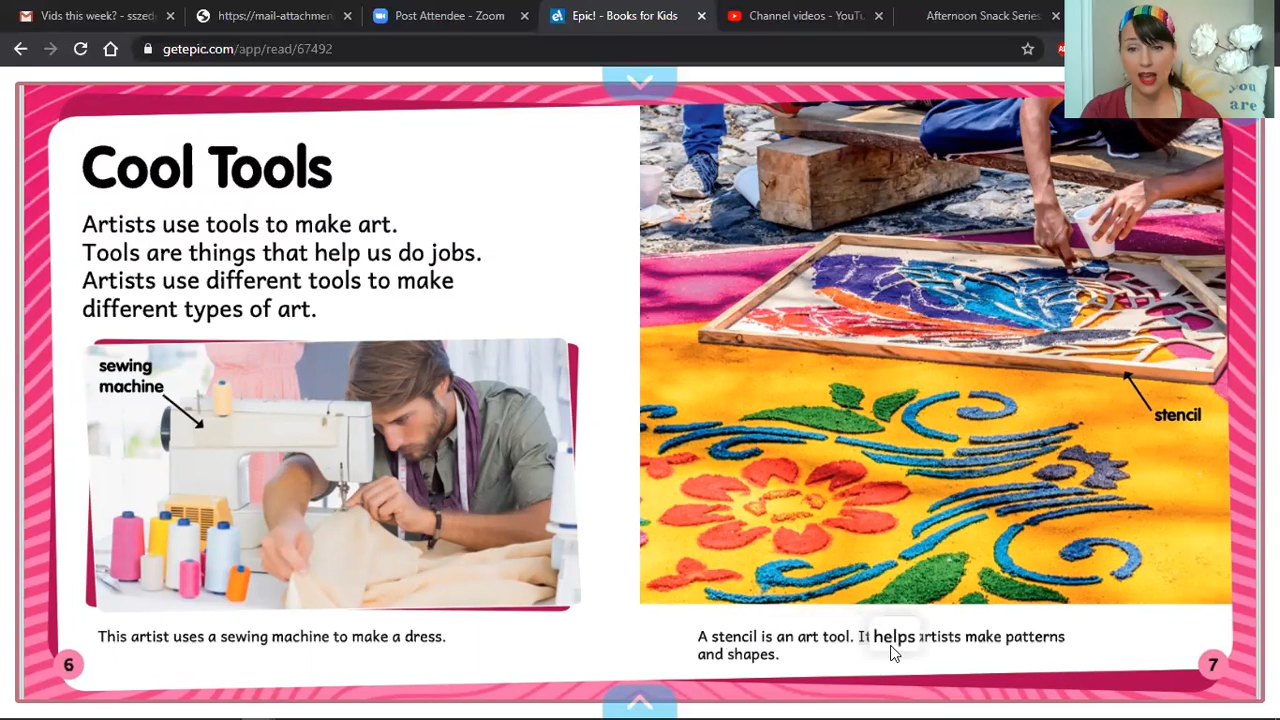 Vids this week? - sszed
https://mail-attachmen
Post Attendee - Zoom
Epic! - Books for Kids
Channel videos - YouTu
Afternoon Snack Series
getepic.com/app/read/67492
you
are
Cool Tools
Artists use tools to make art.
Tools are things that help us do jobs.
Artists use different tools to make
different types of art.
sewing
machine
This artist uses a sewing machine to make a dress.
6
stencil
A stencil is an art tool. It helps artists make patterns
and shapes.
7